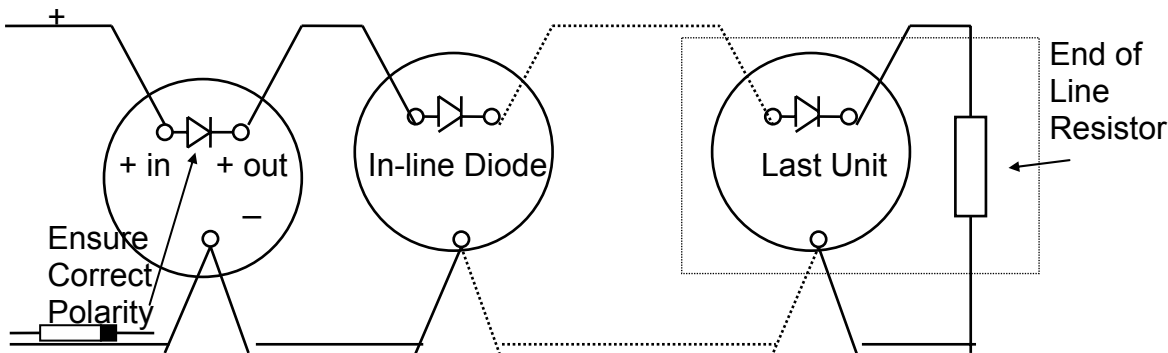 +
+ in
+ out
–
In-line Diode
Last Unit
End of
Line
Resistor
Ensure
Correct
Polarity